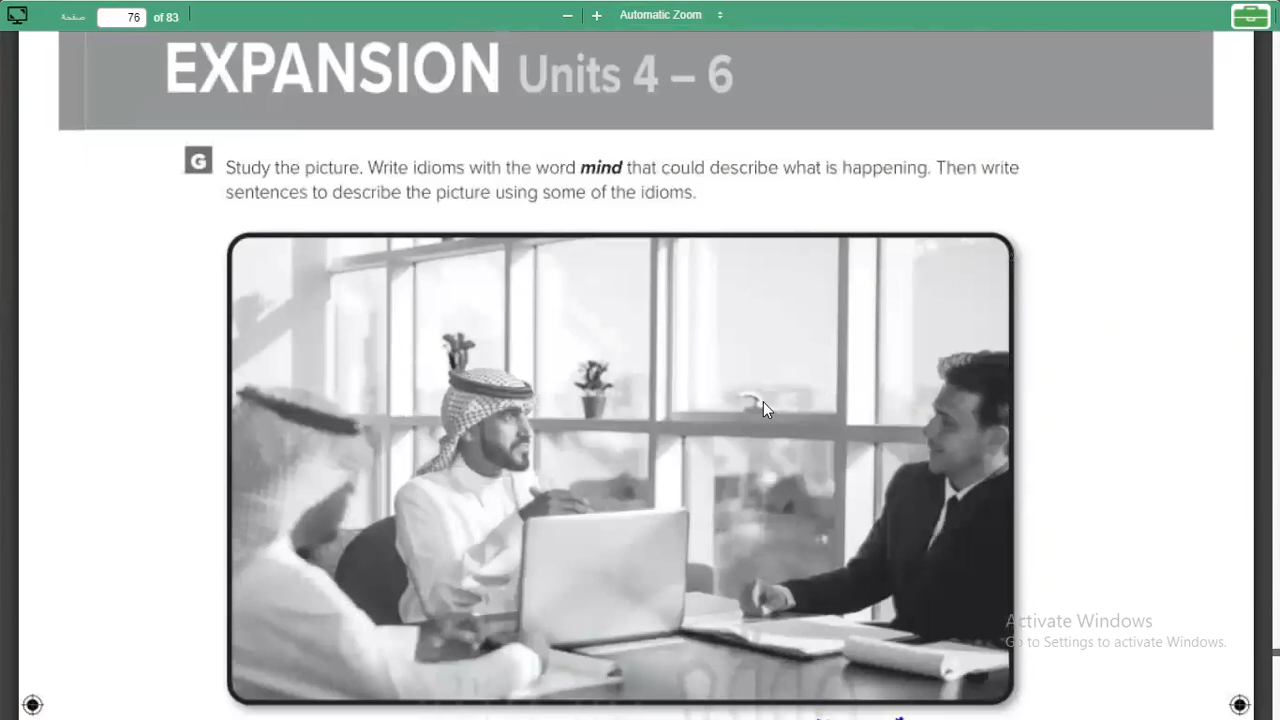 صفحة 76 of 83 Automatic Zoom
EXPANSION Units 4 – 6
G Study the picture. Write idioms with the word mind that could describe what is happening. Then write
sentences to describe the picture using some of the idioms.
Activate Windows
Go to Settings to activate Windows.